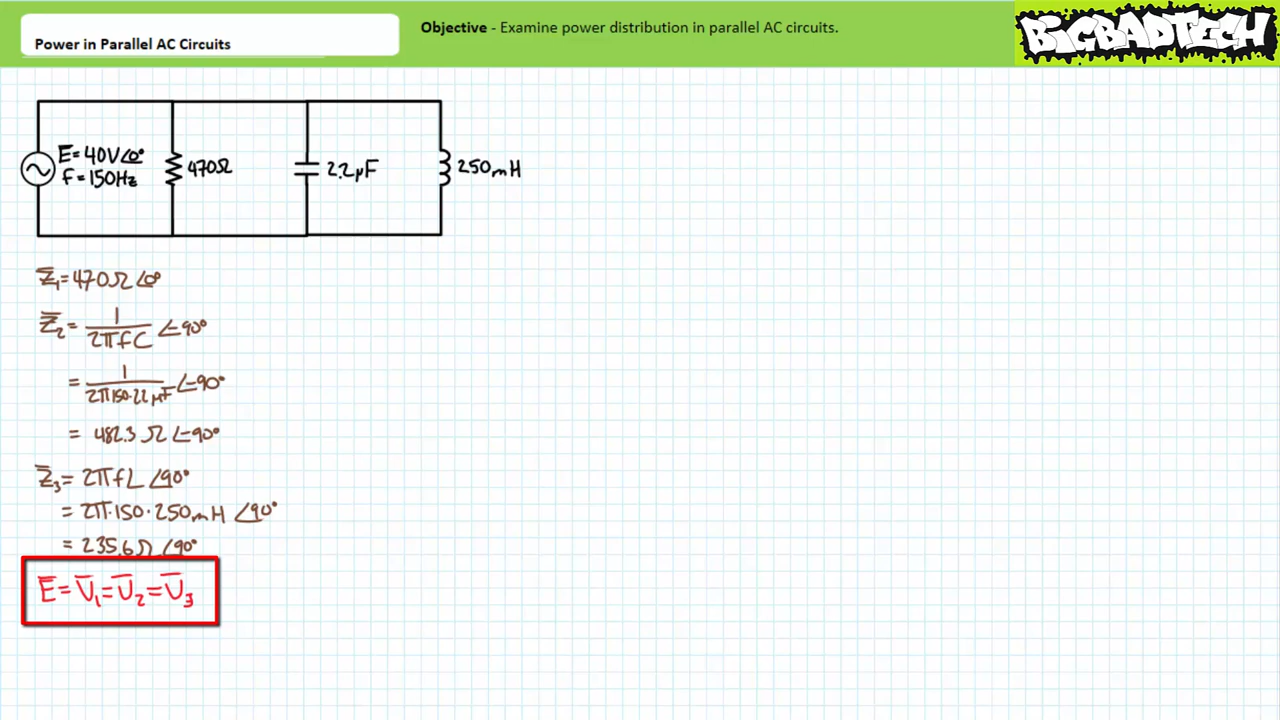 Power in Parallel AC Circuits
Objective - Examine power distribution in parallel AC circuits.
BIGBADTECH
E=40V∠0°
f=150Hz
470Ω
2.2μF
250mH
Z̅₁=470Ω∠0°
Z̅₂= 1/2πfC ∠-90°
= 1/2π150·2.2μF ∠-90°
= 482.3Ω∠-90°
Z̅₃=2πfL∠90°
=2π·150·250mH∠90°
=235.6Ω∠90°
E̅=V̅₁=V̅₂=V̅₃